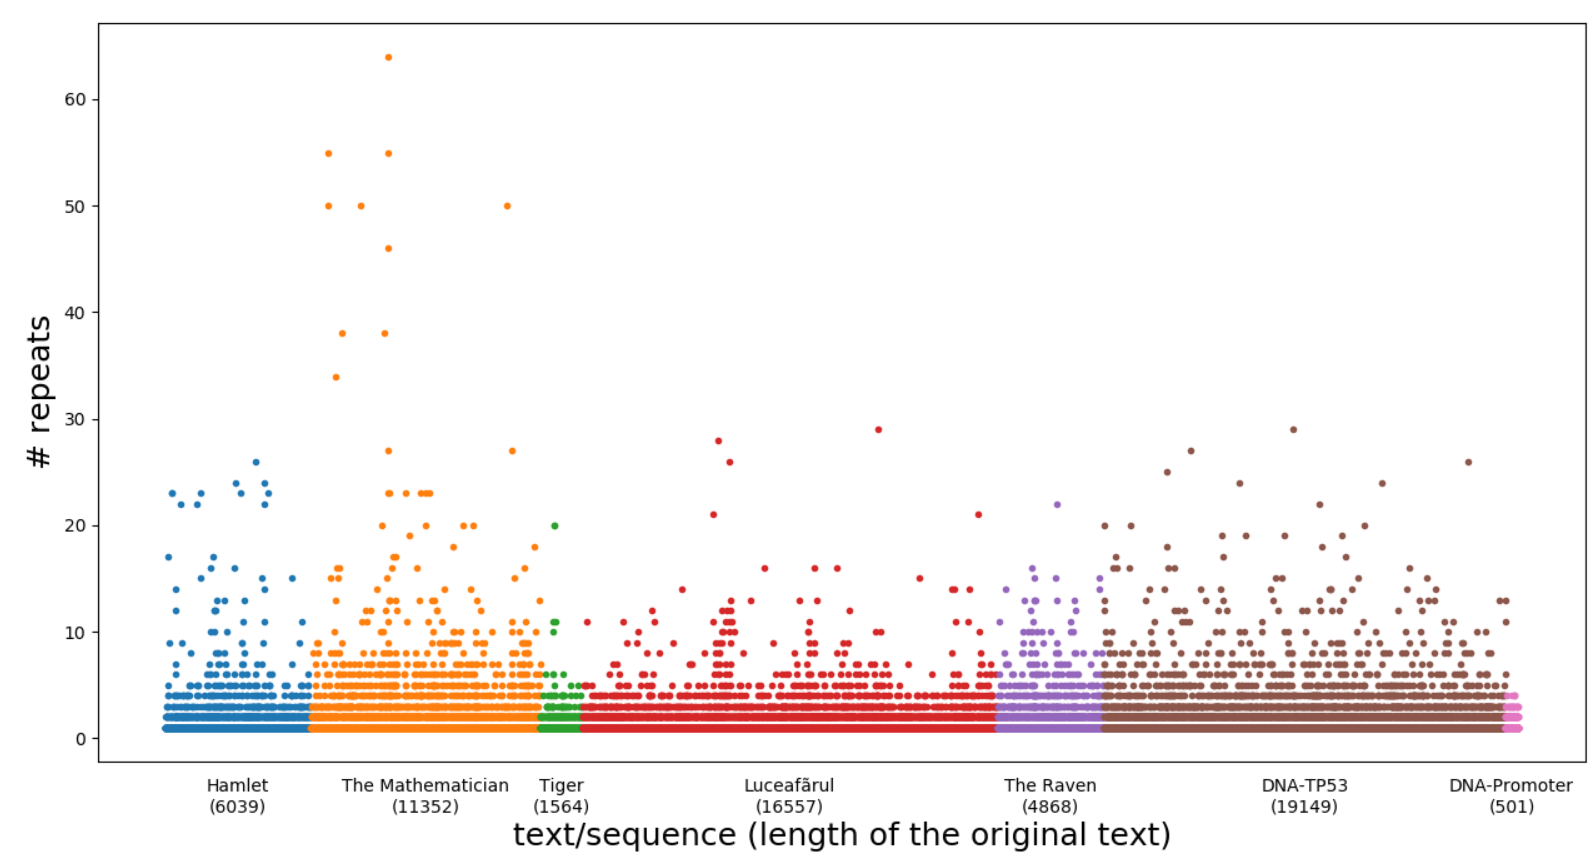 60
50
40
30
20
10
0
# repeats
Hamlet
(6039)
The Mathematician
(11352)
Tiger
(1564)
Luceafãrul
(16557)
The Raven
(4868)
DNA-TP53
(19149)
DNA-Promoter
(501)
text/sequence (length of the original text)